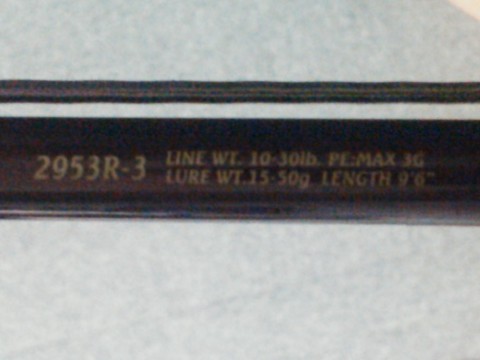 2953R-3
LINE WT. 10-30lb. PE:MAX 3G
LURE WT.15-50g LENGTH 9'6"